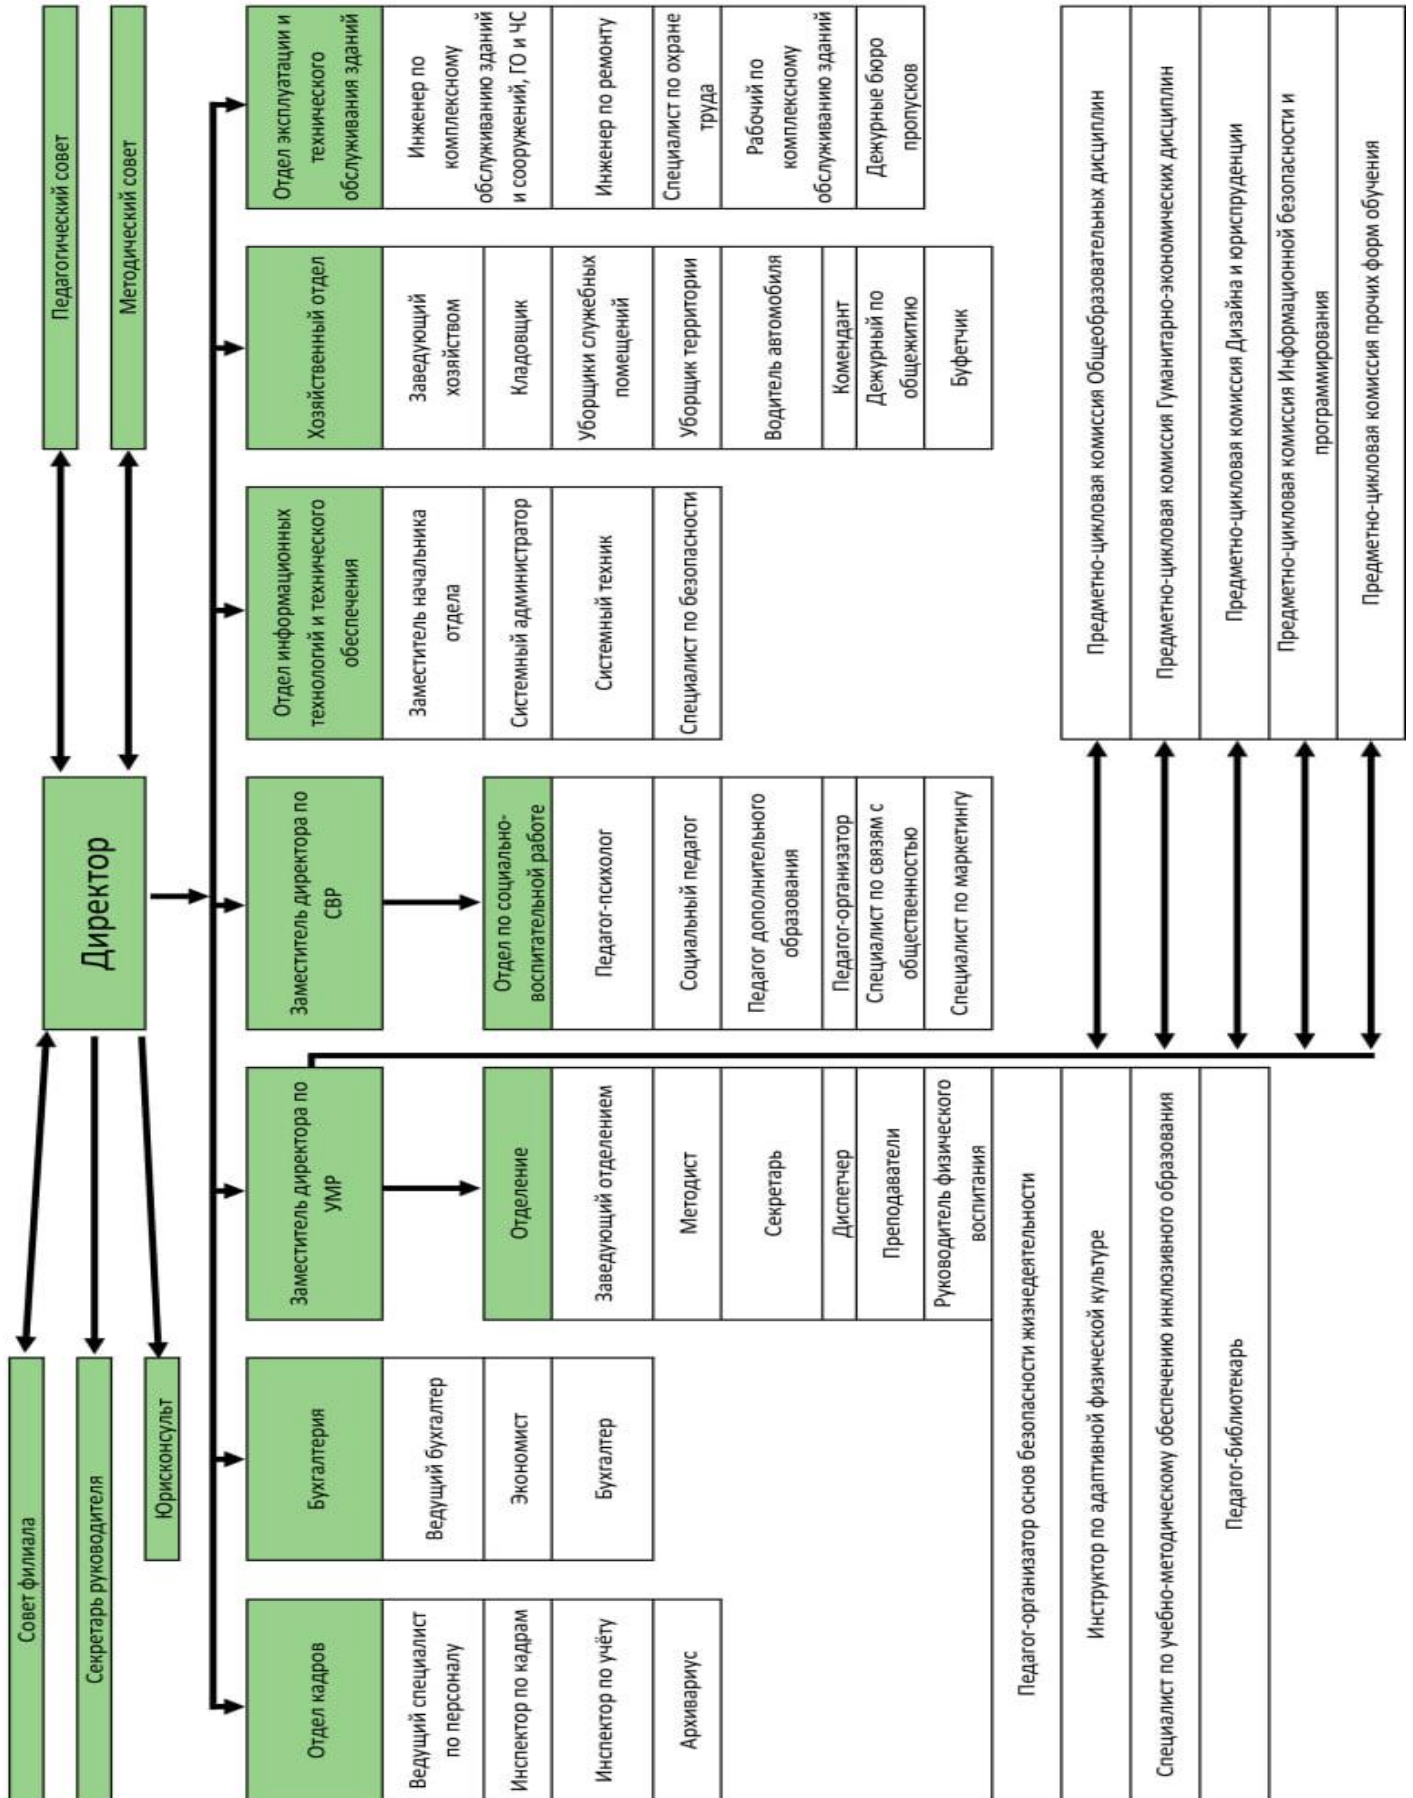 Совет филиала
Секретарь руководителя
Юрисконсульт
Директор
Педагогический совет
Методический совет
Отдел кадров
Ведущий специалист
по персоналу
Инспектор по кадрам
Инспектор по учёту
Архивариус
Бухгалтерия
Ведущий бухгалтер
Экономист
Бухгалтер
Заместитель директора по
УМР
Отделение
Заведующий отделением
Методист
Секретарь
Диспетчер
Преподаватели
Руководитель физического
воспитания
Педагог-организатор основ безопасности жизнедеятельности
Инструктор по адаптивной физической культуре
Специалист по учебно-методическому обеспечению инклюзивного образования
Педагог-библиотекарь
Заместитель директора по
СВР
Отдел по социально-
воспитательной работе
Педагог-психолог
Социальный педагог
Педагог дополнительного
образования
Педагог-организатор
Специалист по связям с
общественностью
Специалист по маркетингу
Отдел информационных
технологий и технического
обеспечения
Заместитель начальника
отдела
Системный администратор
Системный техник
Специалист по безопасности
Хозяйственный отдел
Заведующий
хозяйством
Кладовщик
Уборщики служебных
помещений
Уборщик территории
Водитель автомобиля
Комендант
Дежурный по
общежитию
Буфетчик
Отдел эксплуатации и
технического
обслуживания зданий
Инженер по
комплексному
обслуживанию зданий
и сооружений, ГО и ЧС
Инженер по ремонту
Специалист по охране
труда
Рабочий по
комплексному
обслуживанию зданий
Дежурные бюро
пропусков
Предметно-цикловая комиссия Общеобразовательных дисциплин
Предметно-цикловая комиссия Гуманитарно-экономических дисциплин
Предметно-цикловая комиссия Дизайна и юриспруденции
Предметно-цикловая комиссия Информационной безопасности и
программирования
Предметно-цикловая комиссия прочих форм обучения